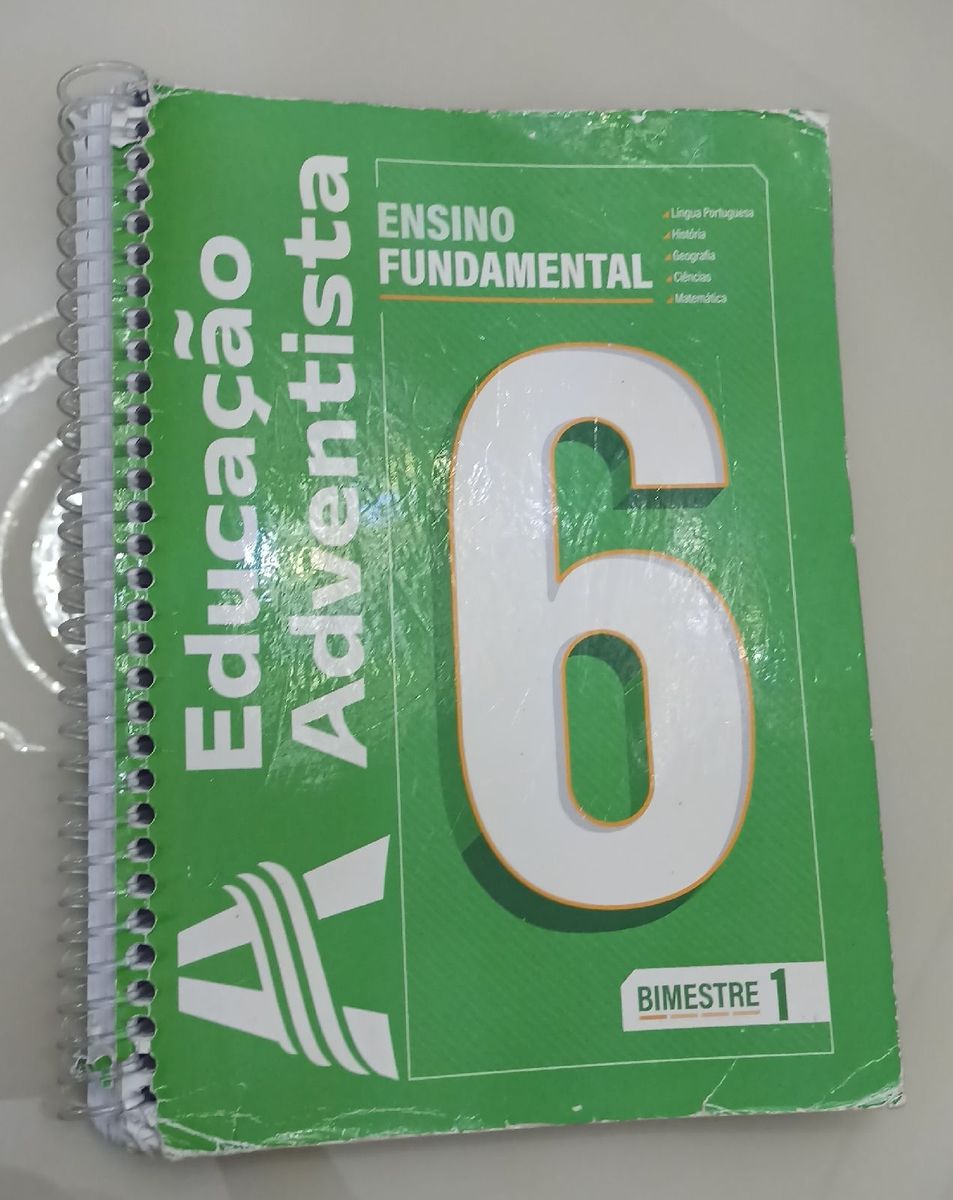 Educação
Adventista
ENSINO
FUNDAMENTAL
Língua Portuguesa
História
Geografia
Ciências
Matemática
6
BIMESTRE 1